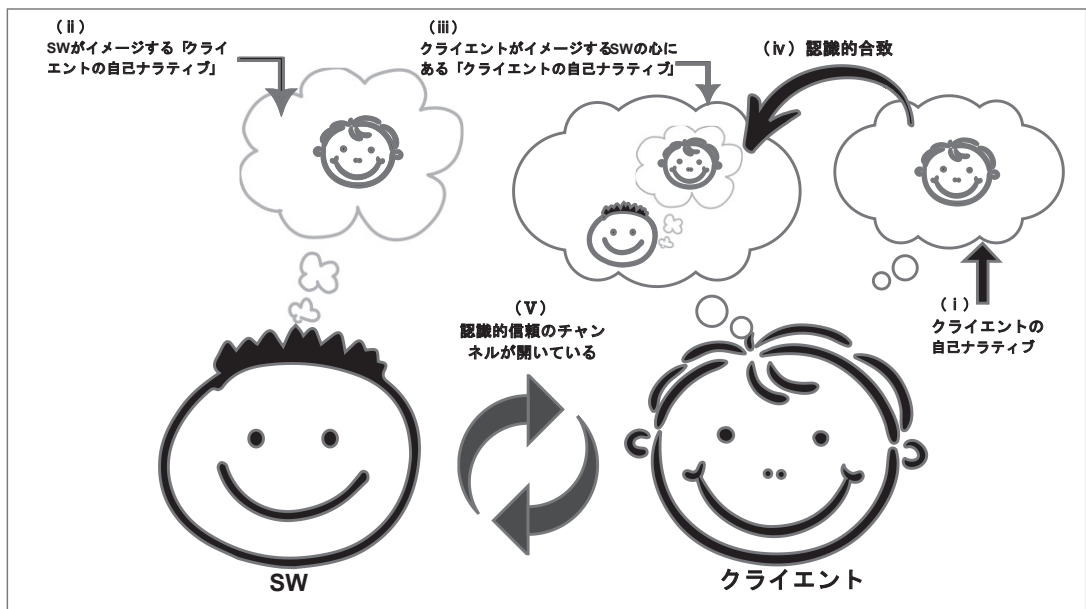 (ii)
SWがイメージする「クライ
エントの自己ナラティブ」
(iii)
クライエントがイメージするSWの心に
ある「クライエントの自己ナラティブ」
(iv) 認識的合致
(i)
クライエントの
自己ナラティブ
(V)
認識的信頼のチャン
ネルが開いている
SW
クライエント